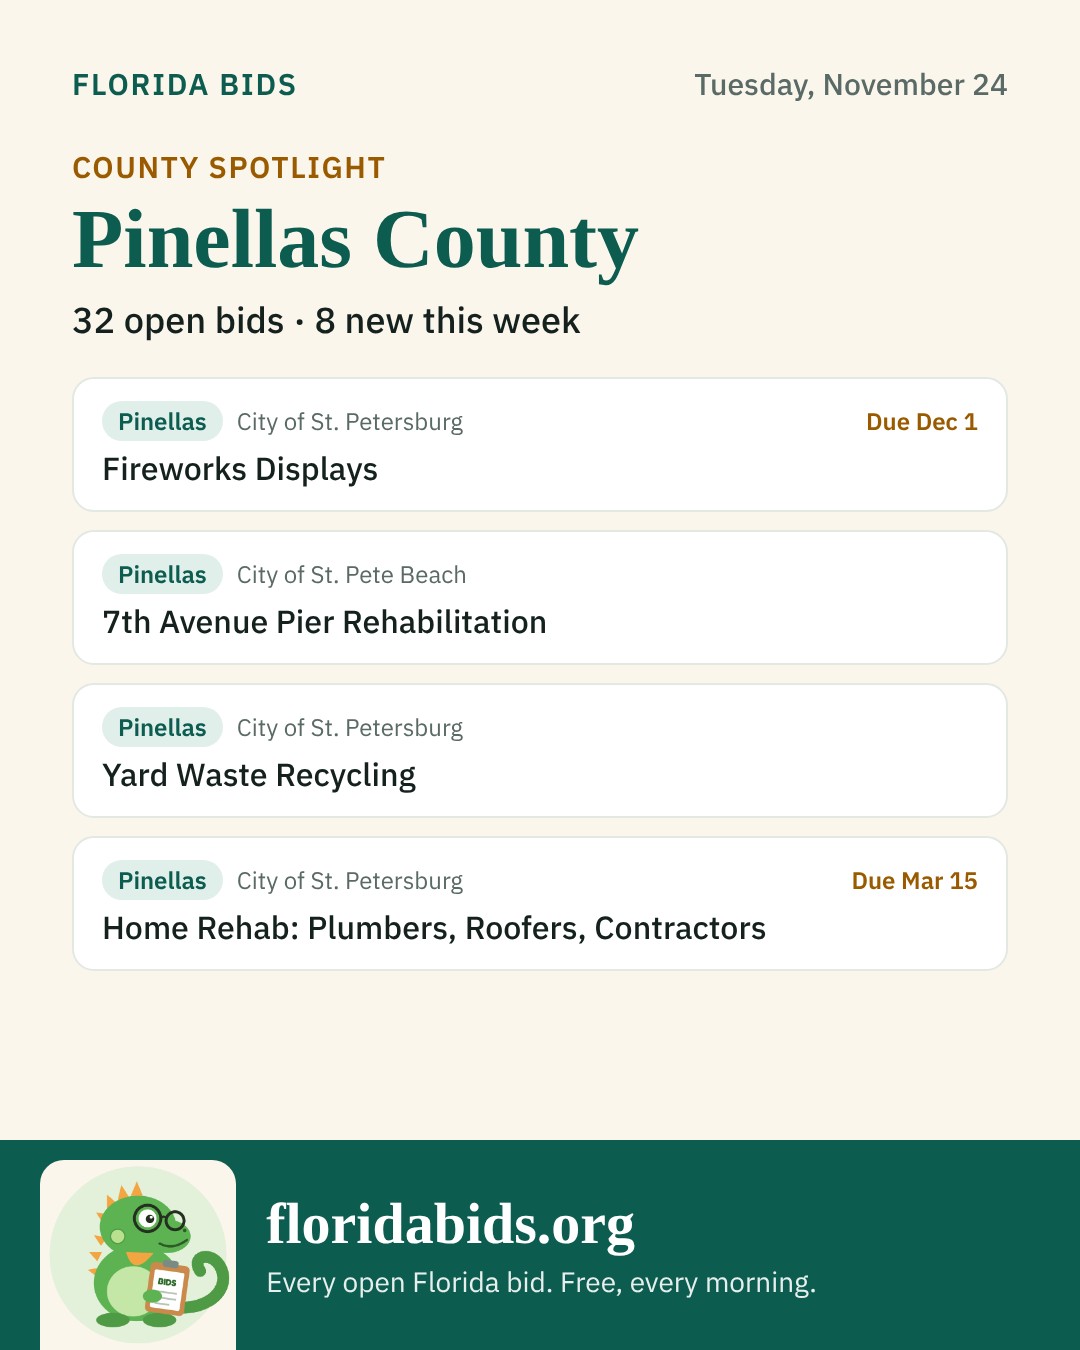 FLORIDA BIDS
Tuesday, November 24
COUNTY SPOTLIGHT
Pinellas County
32 open bids · 8 new this week
Pinellas City of St. Petersburg Due Dec 1
Fireworks Displays
Pinellas City of St. Pete Beach
7th Avenue Pier Rehabilitation
Pinellas City of St. Petersburg
Yard Waste Recycling
Pinellas City of St. Petersburg Due Mar 15
Home Rehab: Plumbers, Roofers, Contractors
BIDS
floridabids.org
Every open Florida bid. Free, every morning.